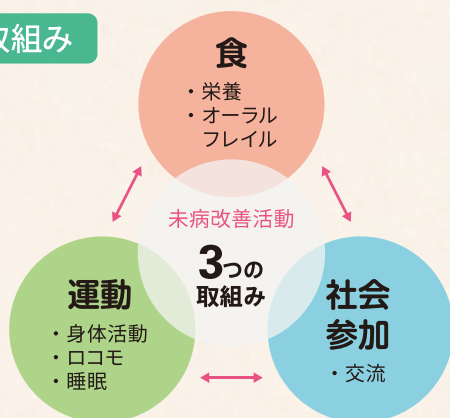 取組み
食
・栄養
・オーラル
フレイル
未病改善活動
3つの
取組み
運動
・身体活動
・ロコモ
・睡眠
社会
参加
・交流